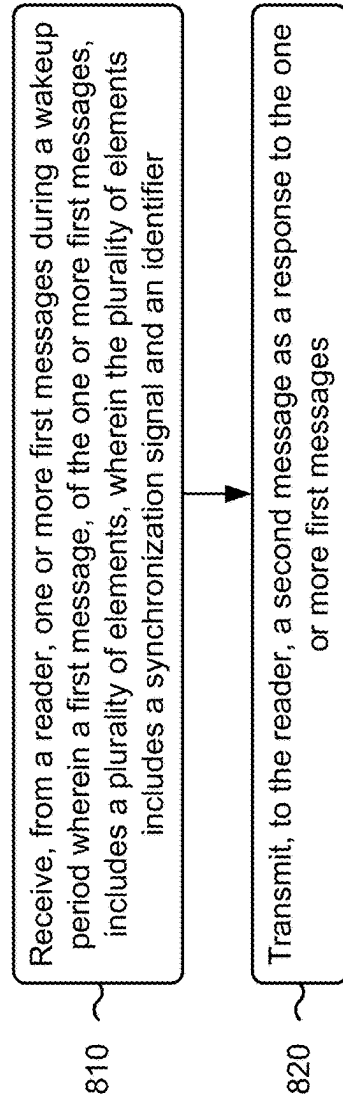 810
Receive, from a reader, one or more first messages during a wakeup
period wherein a first message, of the one or more first messages,
includes a plurality of elements, wherein the plurality of elements
includes a synchronization signal and an identifier
820
Transmit, to the reader, a second message as a response to the one
or more first messages